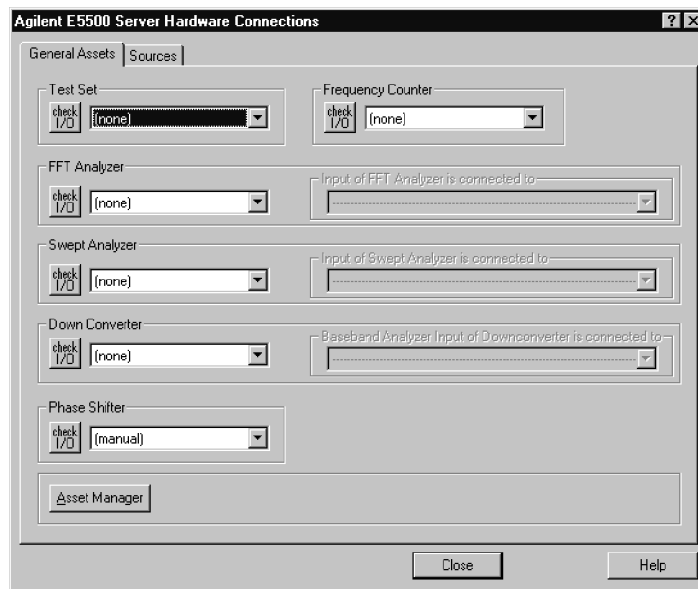 Agilent E5500 Server Hardware Connections
General Assets
Sources
Test Set
check I/O
(none)
Frequency Counter
check I/O
(none)
FFT Analyzer
check I/O
(none)
Input of FFT Analyzer is connected to
Swept Analyzer
check I/O
(none)
Input of Swept Analyzer is connected to
Down Converter
check I/O
(none)
Baseband Analyzer Input of Downconverter is connected to
Phase Shifter
check I/O
(manual)
Asset Manager
Close
Help